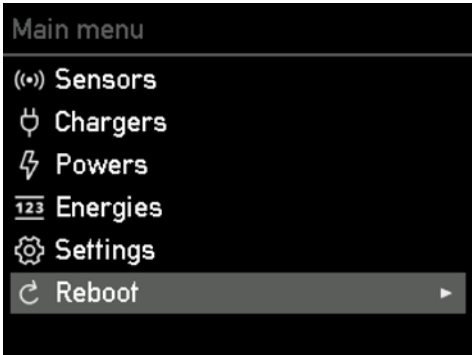 Main menu
Sensors
Chargers
Powers
123 Energies
Settings
Reboot